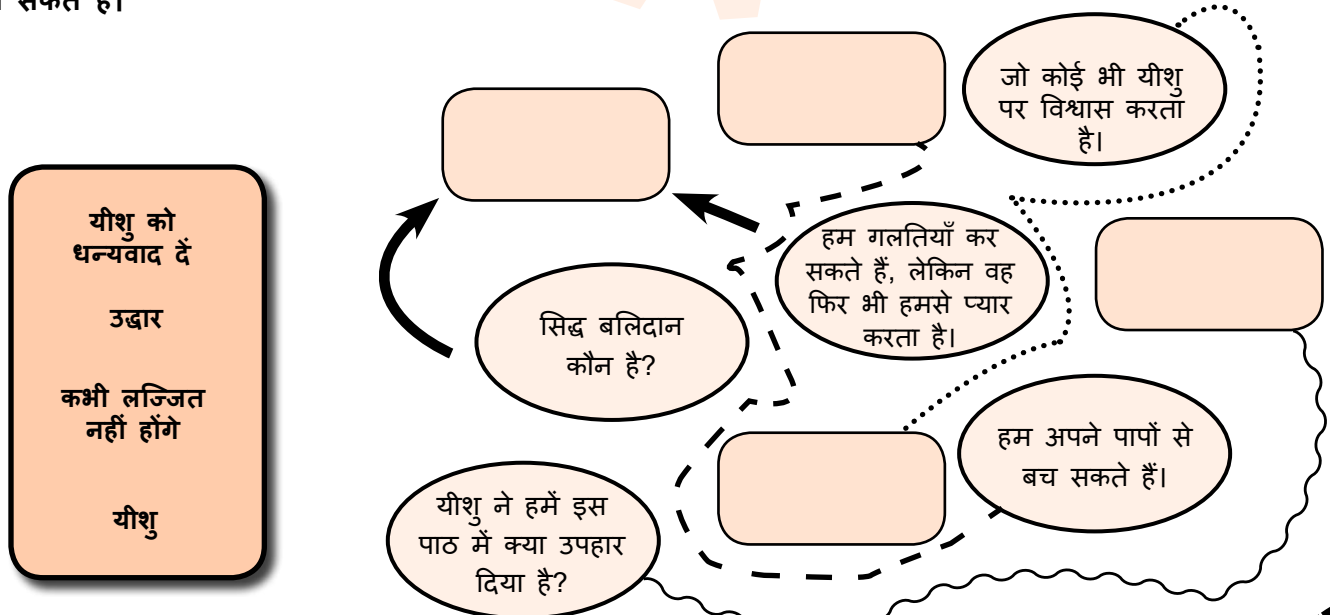 सकते हैं।
यीशु को
धन्यवाद दें
उद्धार
कभी लज्जित
नहीं होंगे
यीशु
जो कोई भी यीशु
पर विश्वास करता
है।
हम गलतियाँ कर
सकते हैं, लेकिन वह
फिर भी हमसे प्यार
करता है।
सिद्ध बलिदान
कौन है?
हम अपने पापों से
बच सकते हैं।
यीशु ने हमें इस
पाठ में क्या उपहार
दिया है?